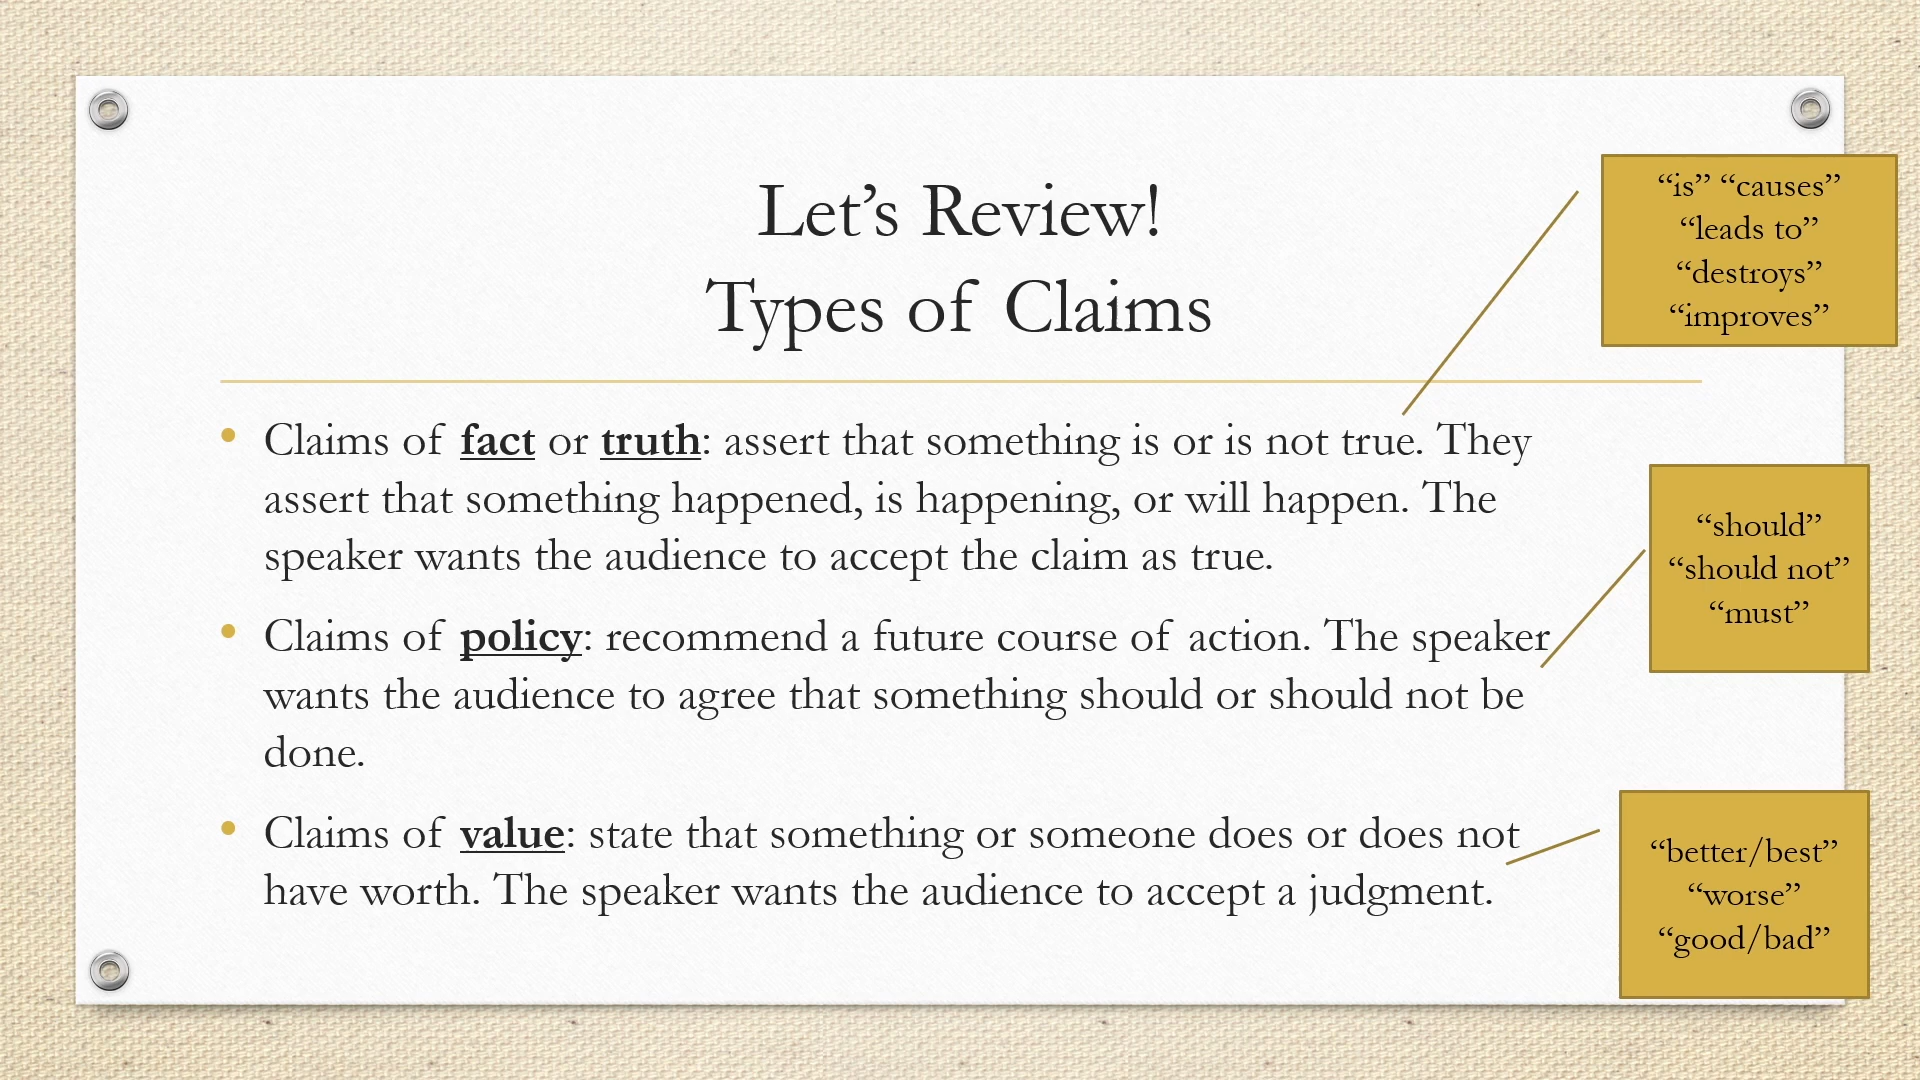 Let’s Review!
Types of Claims
“is” “causes”
“leads to”
“destroys”
“improves”
• Claims of fact or truth: assert that something is or is not true. They
assert that something happened, is happening, or will happen. The
speaker wants the audience to accept the claim as true.
“should”
“should not”
“must”
• Claims of policy: recommend a future course of action. The speaker
wants the audience to agree that something should or should not be
done.
• Claims of value: state that something or someone does or does not
have worth. The speaker wants the audience to accept a judgment.
“better/best”
“worse”
“good/bad”